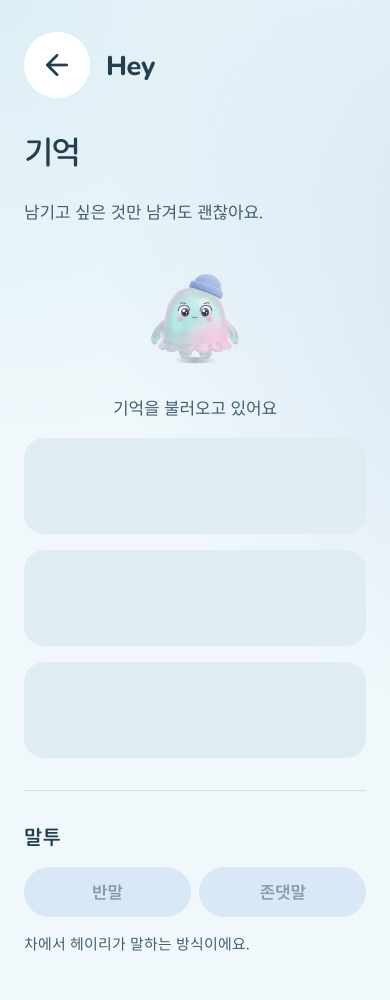 Hey
기억
남기고 싶은 것만 남겨도 괜찮아요.
기억을 불러오고 있어요
말투
반말
존댓말
차에서 헤이리가 말하는 방식이에요.